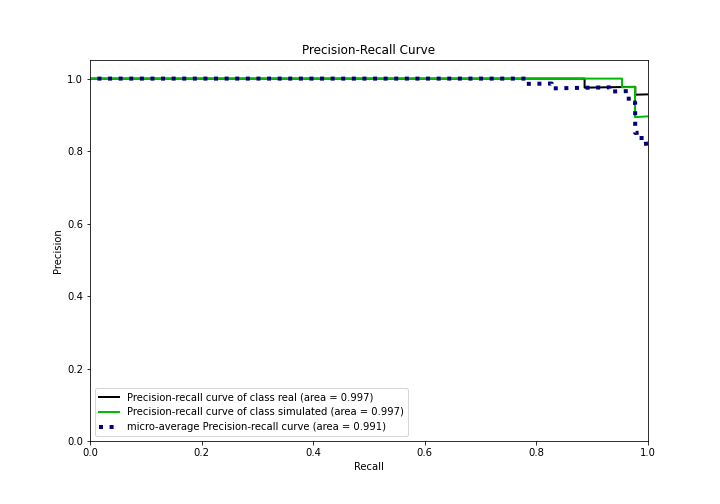 Precision-Recall Curve
1.0
0.8
0.6
0.4
0.2
0.0
Precision
Precision-recall curve of class real (area = 0.997)
Precision-recall curve of class simulated (area = 0.997)
micro-average Precision-recall curve (area = 0.991)
0.0 0.2 0.4 0.6 0.8 1.0
Recall